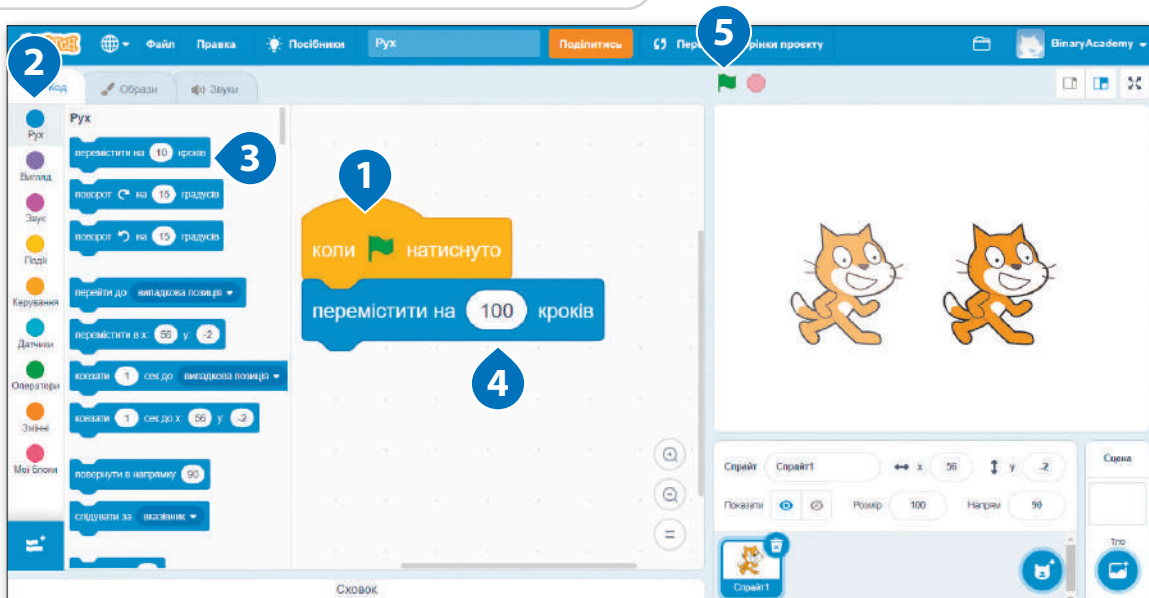 Файл Правка Посібники Рух Поділитись BinaryAcademy
2
5
Код Образи Звуки
Рух
Рух
Вигляд
Звук
Події
Керування
Датчики
Оператори
Змінні
Мої блоки
перемістити на 10 кроків
3
поворот на 15 градусів
поворот на 15 градусів
перейти до випадкова позиція
перемістити в x: 56 y: -2
ковзати 1 сек до випадкова позиція
ковзати 1 сек до x: 56 y: -2
повернути в напрямку 90
слідувати за вказівник
1
коли натиснуто
перемістити на 100 кроків
4
Сховок
Спрайт Спрайт1 x 56 y -2
Показати Розмір 100 Напрям 90
Спрайт1
Сцена
Тло